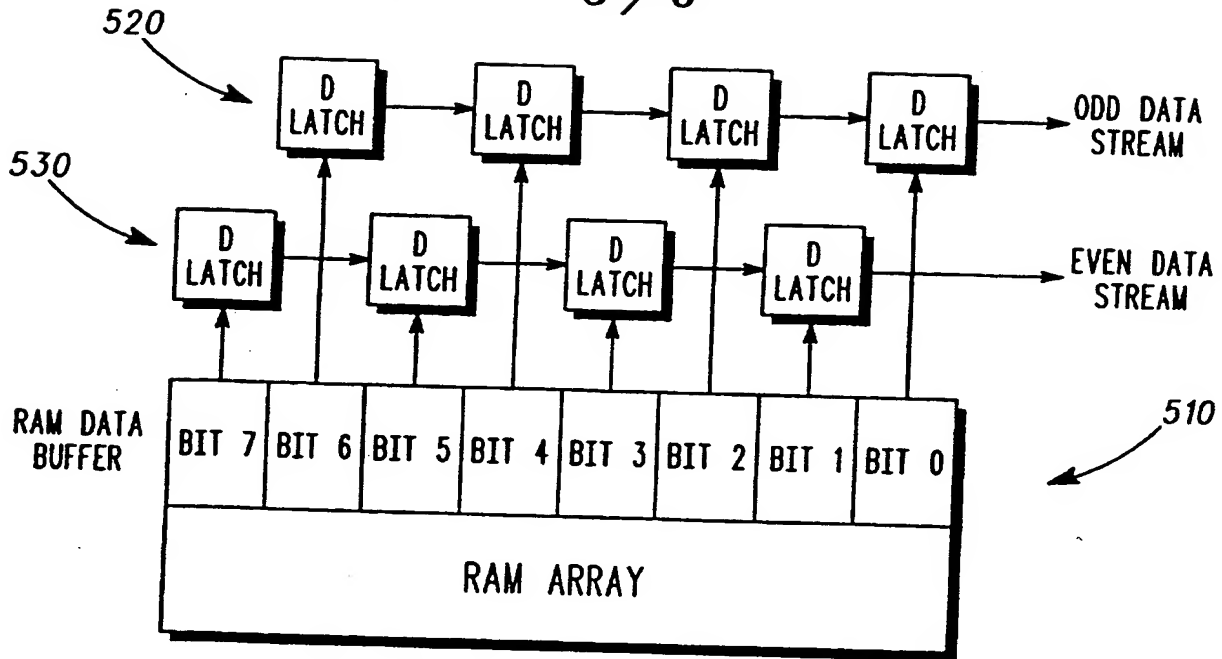 520
D LATCH
D LATCH
D LATCH
D LATCH
ODD DATA
STREAM
530
D LATCH
D LATCH
D LATCH
D LATCH
EVEN DATA
STREAM
RAM DATA
BUFFER
BIT 7
BIT 6
BIT 5
BIT 4
BIT 3
BIT 2
BIT 1
BIT 0
510
RAM ARRAY